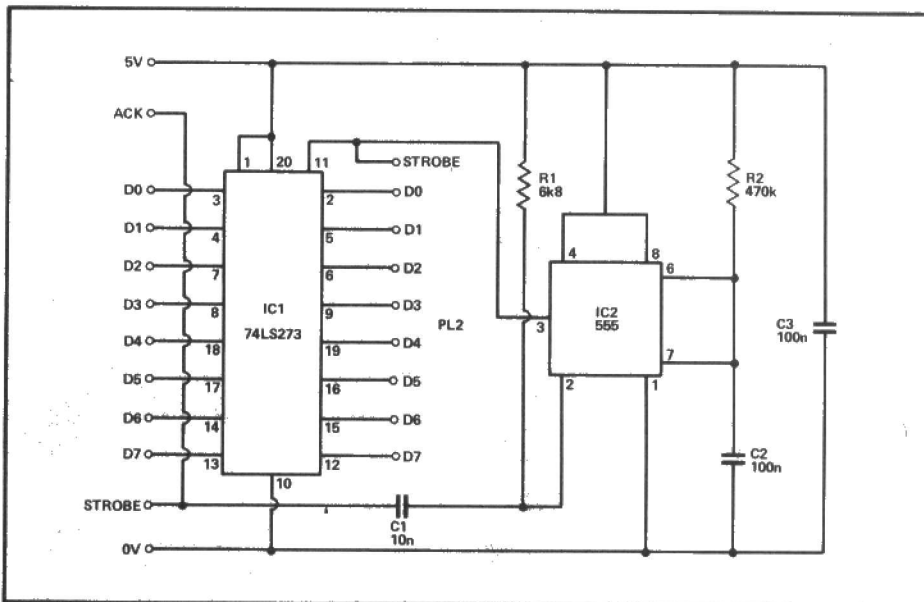 5V
ACK
1 20 11
STROBE
D0 3 2 D0
D1 4 5 D1
D2 7 6 D2
D3 8 9 D3
D4 18 19 D4
D5 17 16 D5
D6 14 15 D6
D7 13 12 D7
10
IC1
74LS273
PL2
STROBE
0V
C1
10n
R1
6k8
R2
470k
4 8
6
3
IC2
555
7
2 1
C2
100n
C3
100n